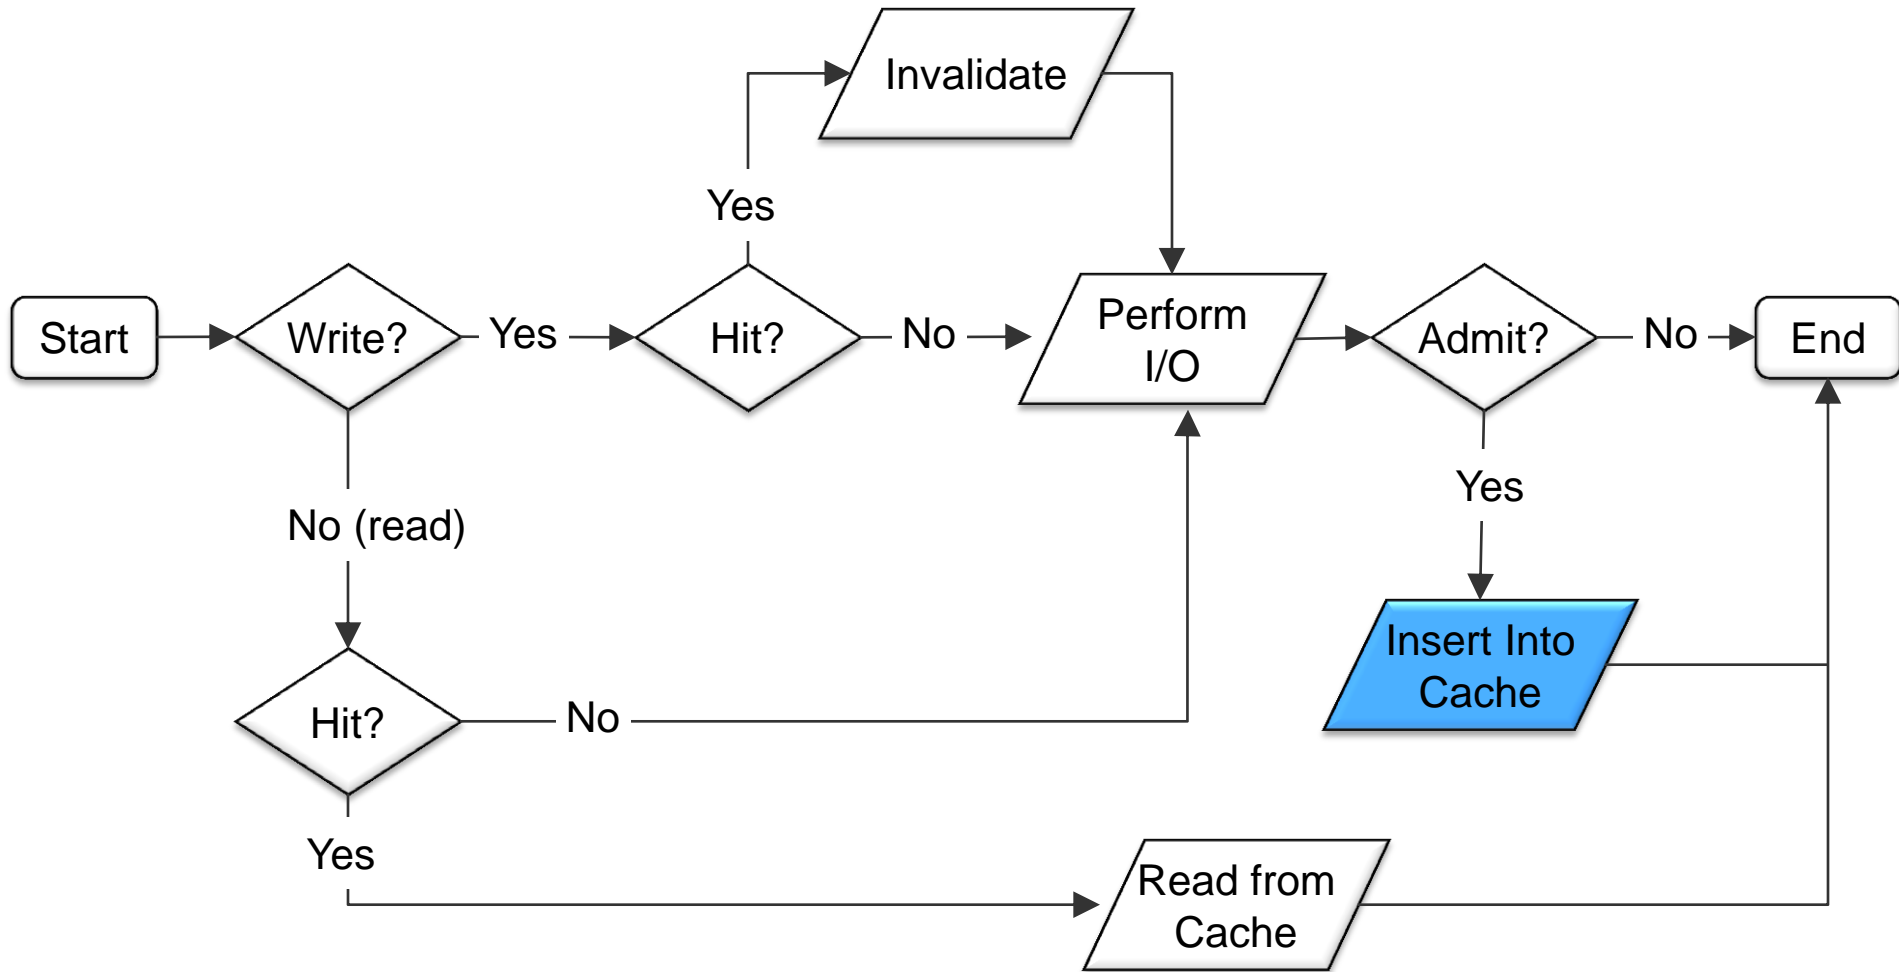 Invalidate
Yes
Start
Write?
Yes
Hit?
No
Perform
I/O
Admit?
No
End
Yes
No (read)
Insert Into
Cache
Hit?
No
Yes
Read from
Cache